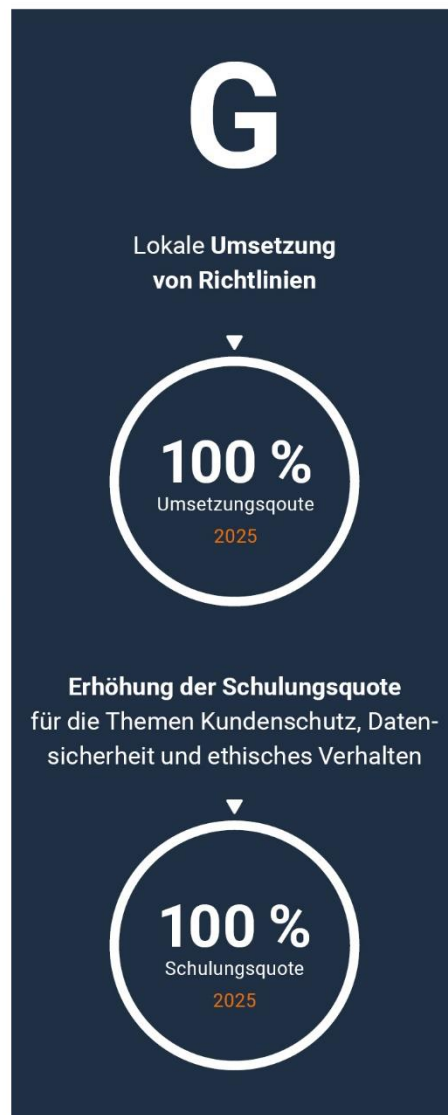 G
Lokale Umsetzung
von Richtlinien
100 %
Umsetzungsqoute
2025
Erhöhung der Schulungsquote
für die Themen Kundenschutz, Daten-
sicherheit und ethisches Verhalten
100 %
Schulungsquote
2025